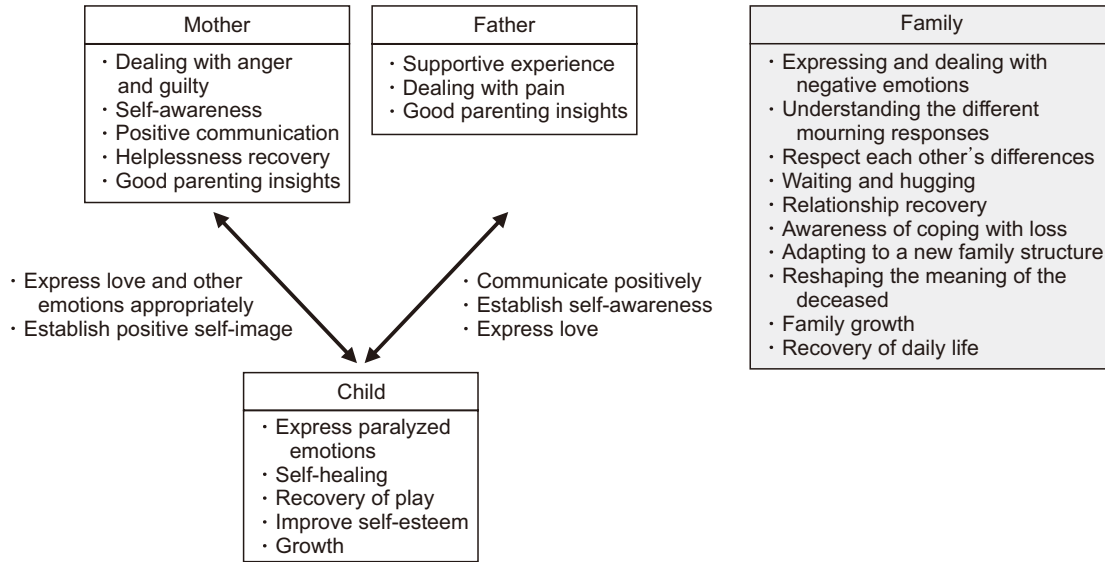 Mother
· Dealing with anger
and guilty
· Self-awareness
· Positive communication
· Helplessness recovery
· Good parenting insights
Father
· Supportive experience
· Dealing with pain
· Good parenting insights
Family
· Expressing and dealing with
negative emotions
· Understanding the different
mourning responses
· Respect each other's differences
· Waiting and hugging
· Relationship recovery
· Awareness of coping with loss
· Adapting to a new family structure
· Reshaping the meaning of the
deceased
· Family growth
· Recovery of daily life
· Express love and other
emotions appropriately
· Establish positive self-image
· Communicate positively
· Establish self-awareness
· Express love
Child
· Express paralyzed
emotions
· Self-healing
· Recovery of play
· Improve self-esteem
· Growth